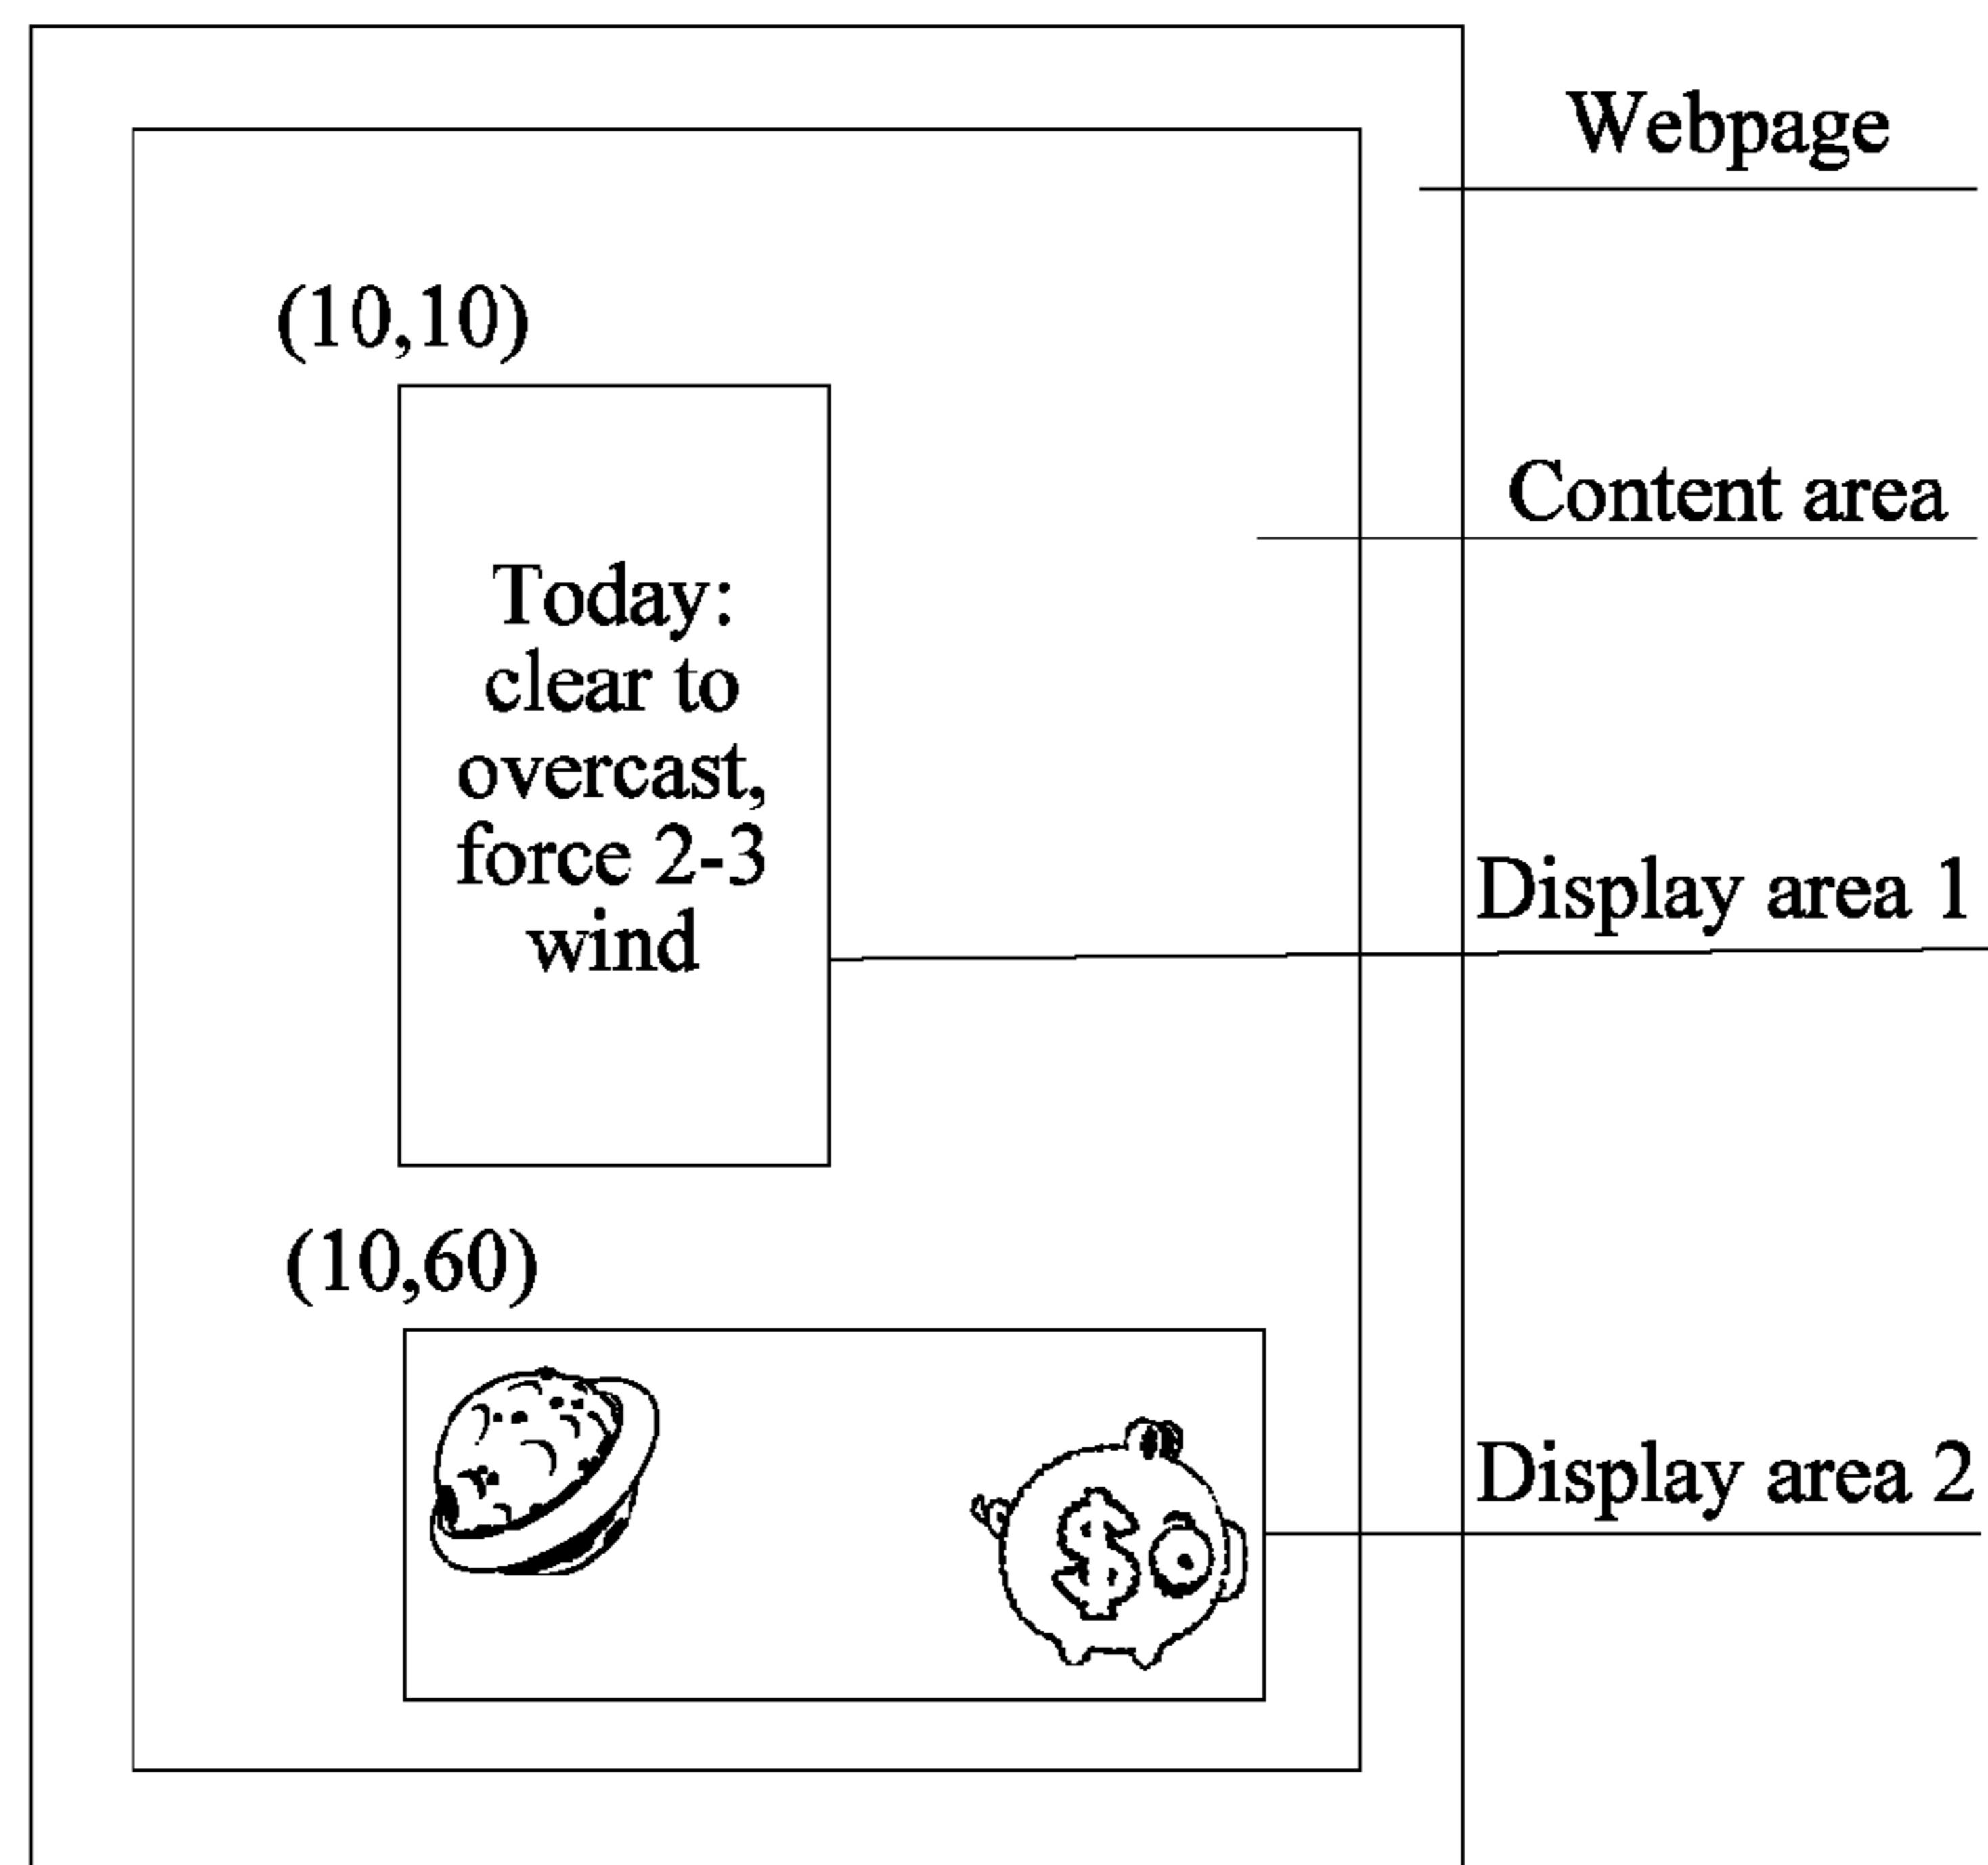 Webpage
(10,10)
Content area
Today:
clear to
overcast,
force 2-3
wind
Display area 1
(10,60)
Display area 2
$